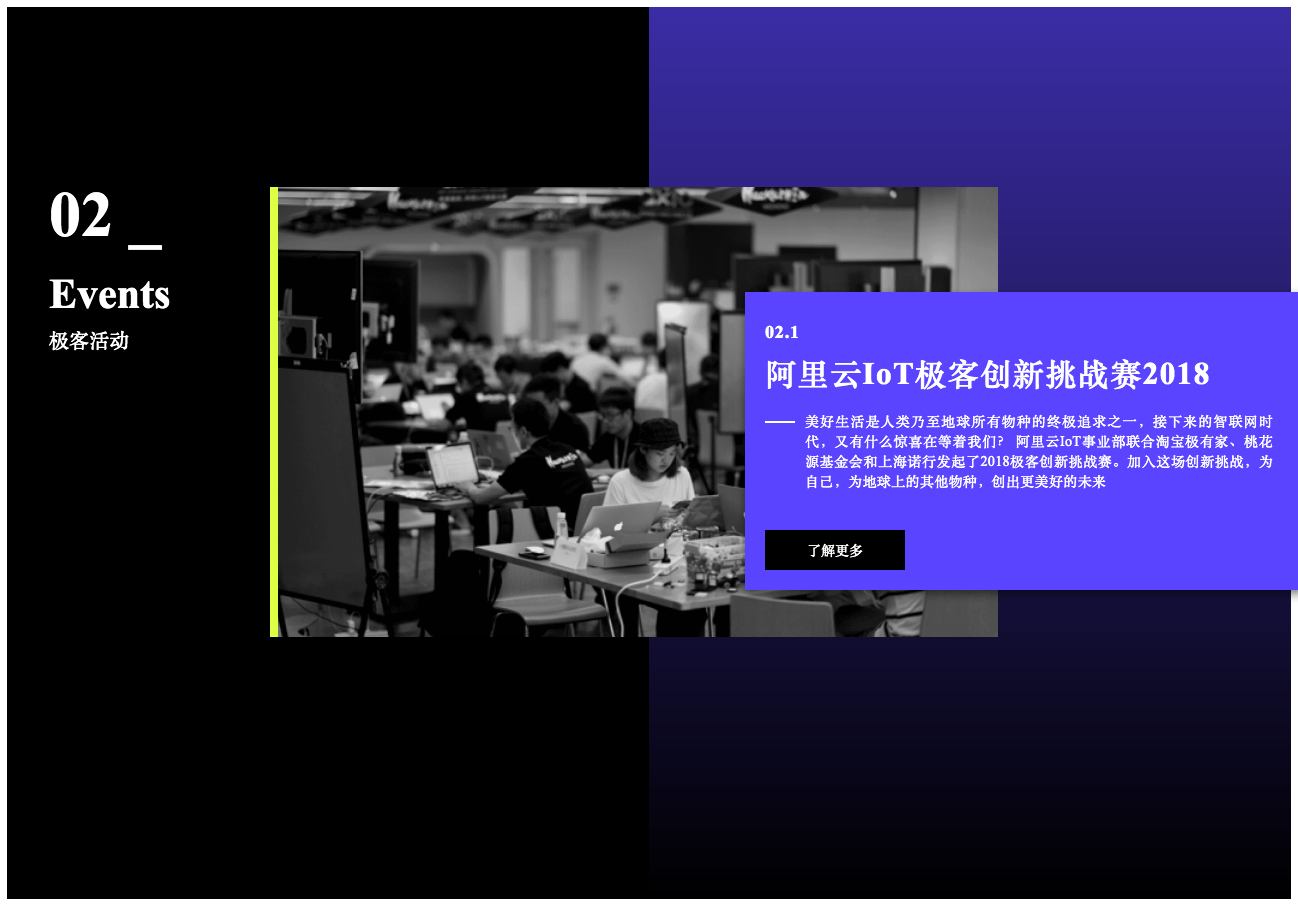 02 _
Events
极客活动
02.1
阿里云IoT极客创新挑战赛2018
美好生活是人类乃至地球所有物种的终极追求之一，接下来的智联网时
代，又有什么惊喜在等着我们？ 阿里云IoT事业部联合淘宝极有家、桃花
源基金会和上海诺行发起了2018极客创新挑战赛。加入这场创新挑战，为
自己，为地球上的其他物种，创出更美好的未来
了解更多